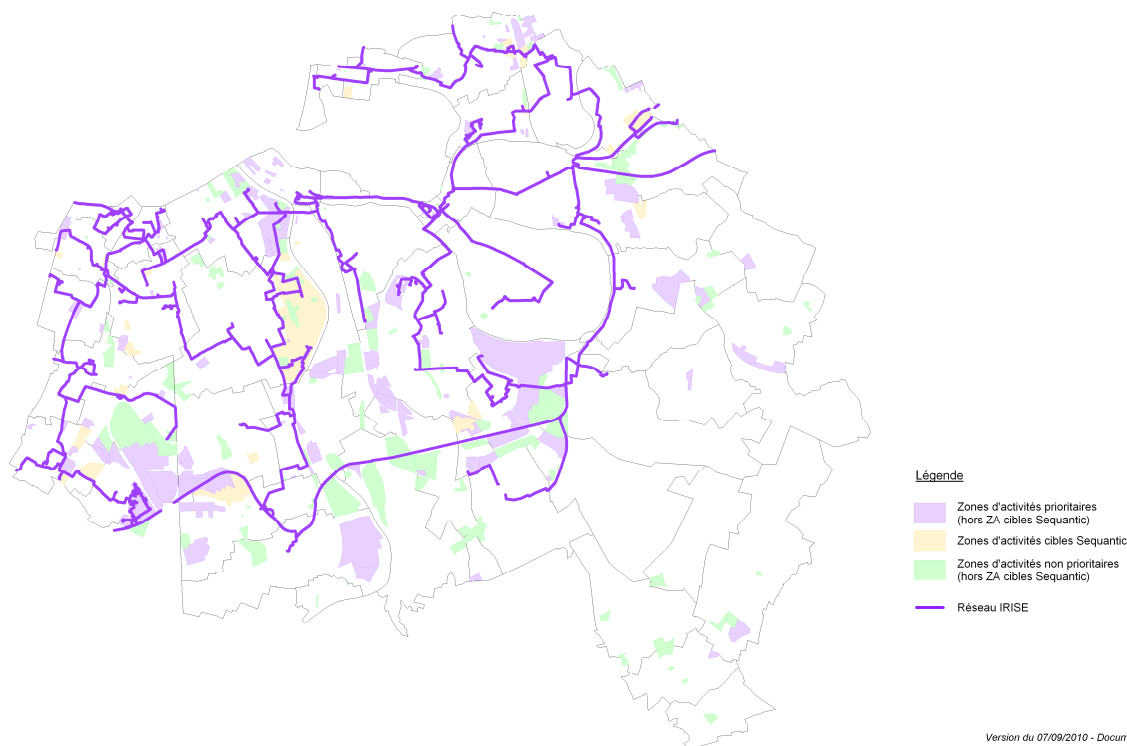 Légende
Zones d'activités prioritaires
(hors ZA cibles Sequantic)
Zones d'activités cibles Sequantic
Zones d'activités non prioritaires
(hors ZA cibles Sequantic)
Réseau IRISE
Version du 07/09/2010 - Docum